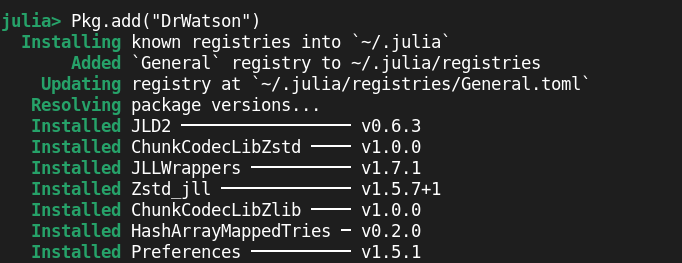 julia> Pkg.add("DrWatson")
Installing known registries into `~/.julia`
Added `General` registry to ~/.julia/registries
Updating registry at `~/.julia/registries/General.toml`
Resolving package versions...
Installed JLD2 ───────────────── v0.6.3
Installed ChunkCodecLibZstd ──── v1.0.0
Installed JLLWrappers ────────── v1.7.1
Installed Zstd_jll ───────────── v1.5.7+1
Installed ChunkCodecLibZlib ──── v1.0.0
Installed HashArrayMappedTries ─ v0.2.0
Installed Preferences ────────── v1.5.1